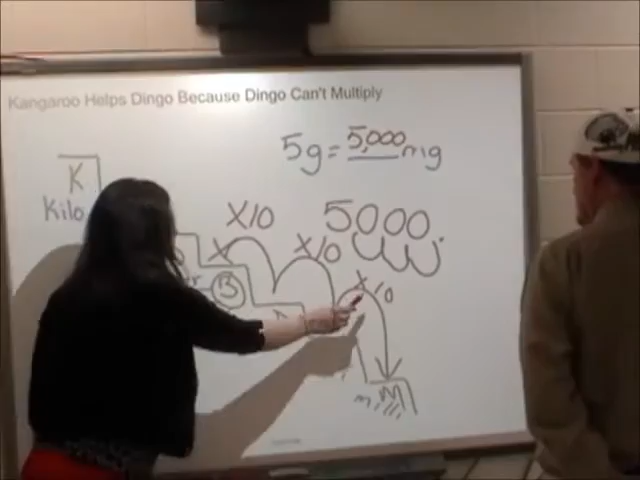 Kangaroo Helps Dingo Because Dingo Can't Multiply
5g = 5,000 mg
K
Kilo
X10
X10
5000.
X10
B
m
milli